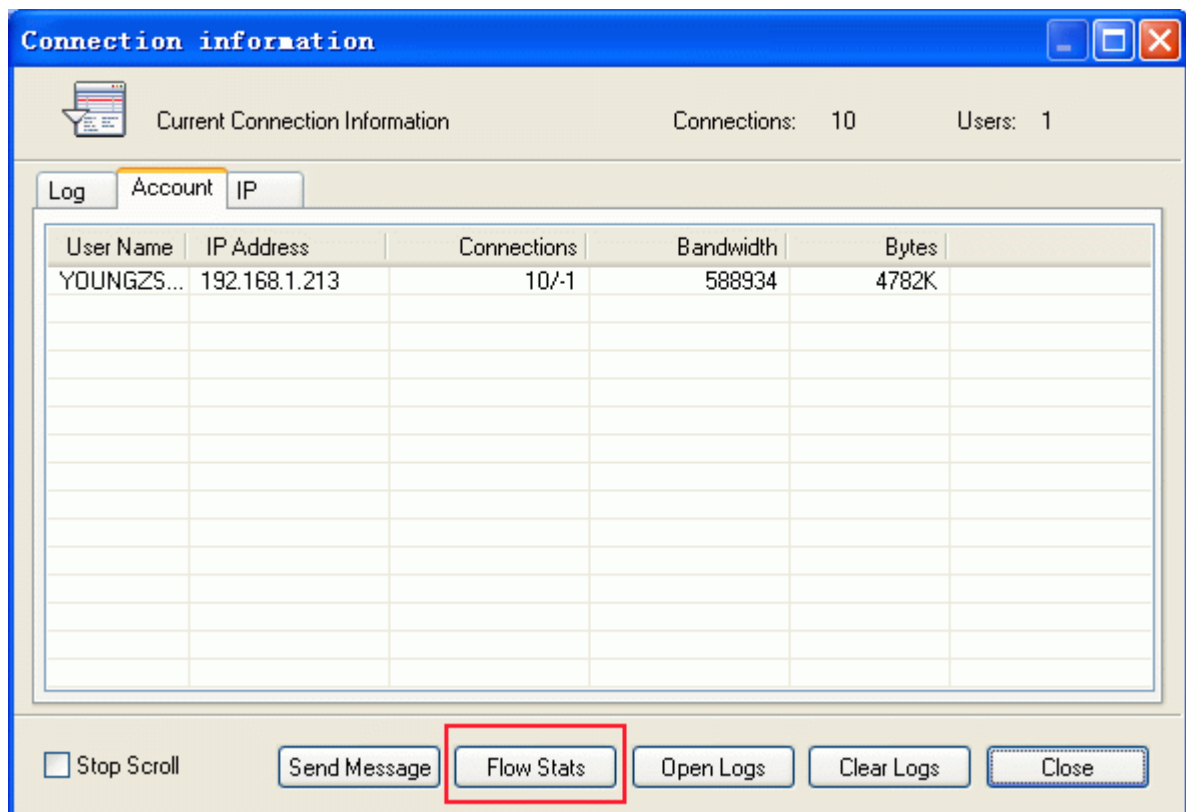 Connection information
Current Connection Information Connections: 10 Users: 1
Log Account IP
User Name IP Address Connections Bandwidth Bytes
YOUNGZS... 192.168.1.213 10/-1 588934 4782K
Stop Scroll Send Message Flow Stats Open Logs Clear Logs Close